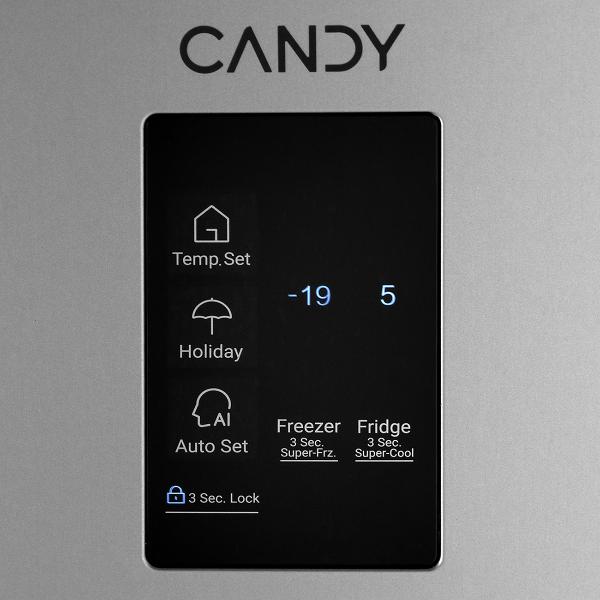 CANDY
Temp. Set
-19 5
Holiday
AI
Auto Set
Freezer
3 Sec.
Super-Frz.
Fridge
3 Sec.
Super-Cool
3 Sec. Lock